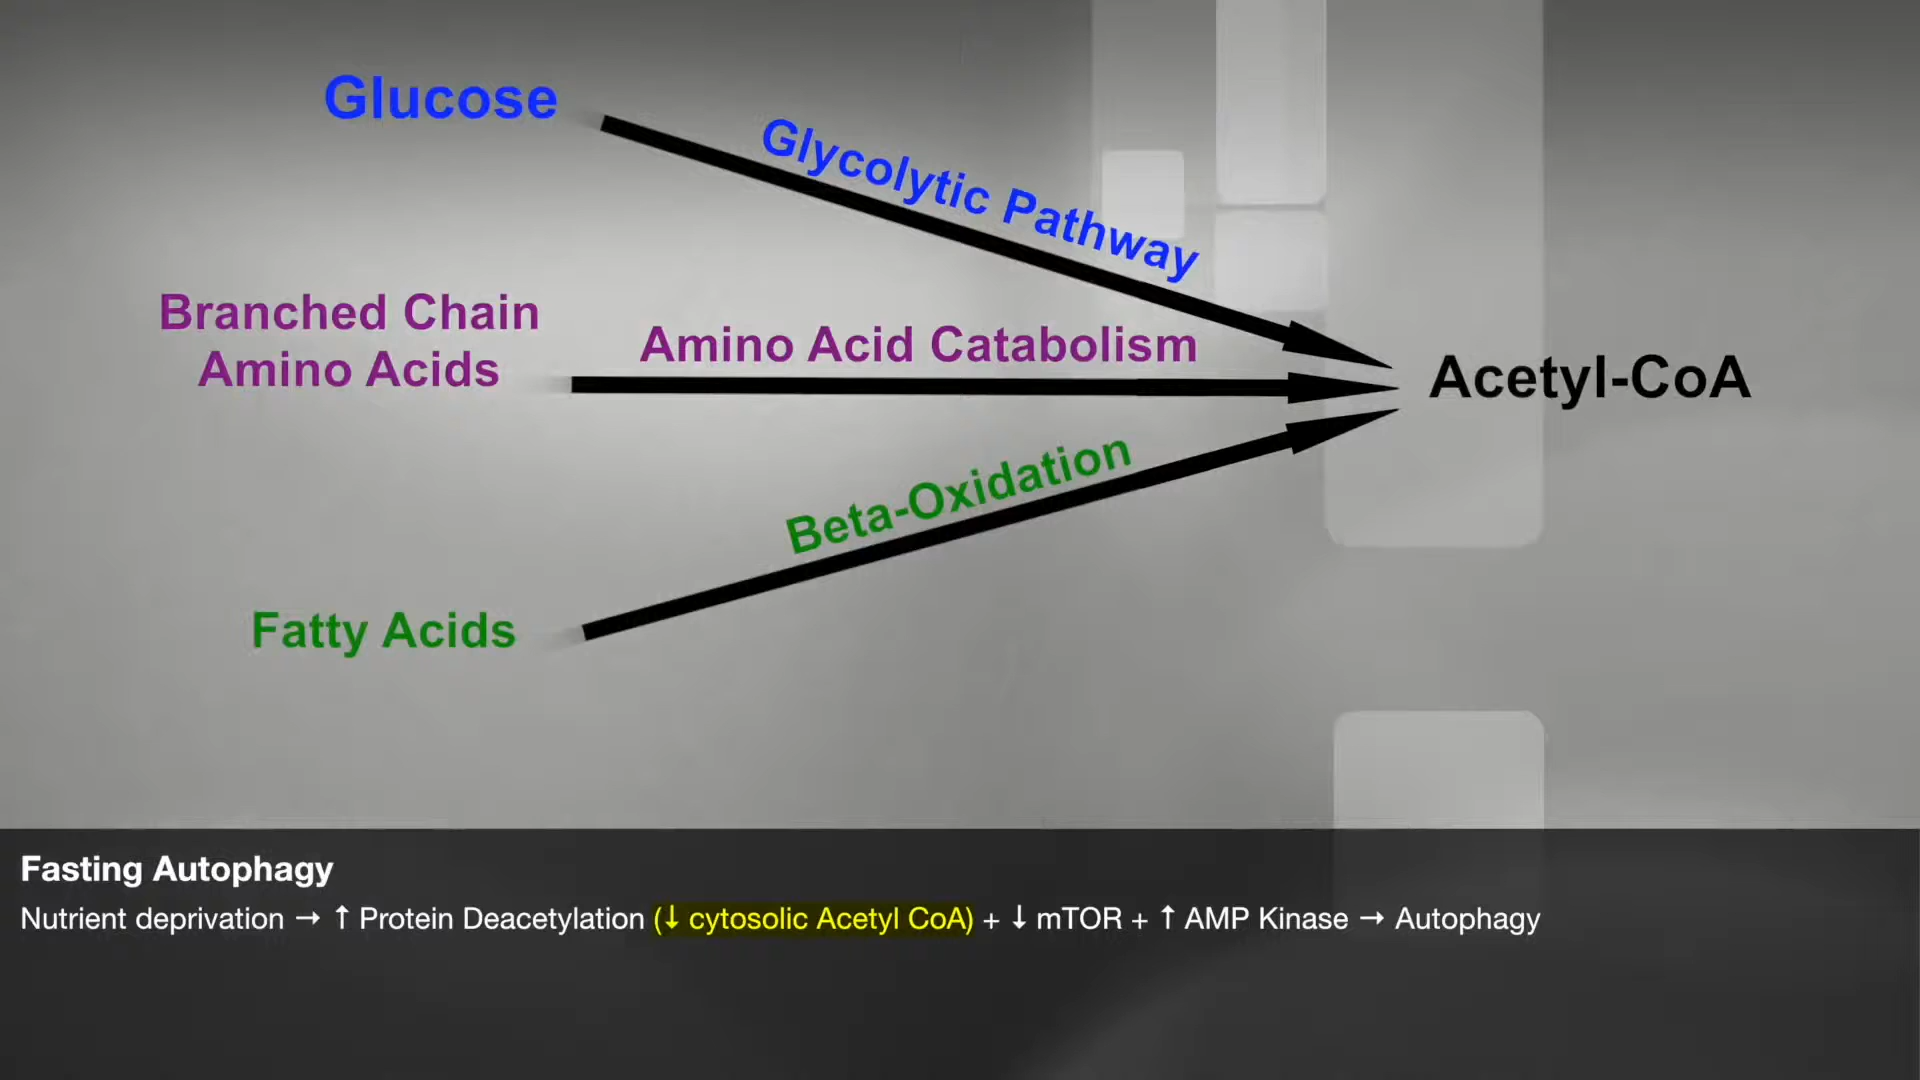 Glucose
Glycolytic Pathway
Branched Chain
Amino Acids
Amino Acid Catabolism
Acetyl-CoA
Beta-Oxidation
Fatty Acids
Fasting Autophagy
Nutrient deprivation → ↑ Protein Deacetylation (↓ cytosolic Acetyl CoA) + ↓ mTOR + ↑ AMP Kinase → Autophagy